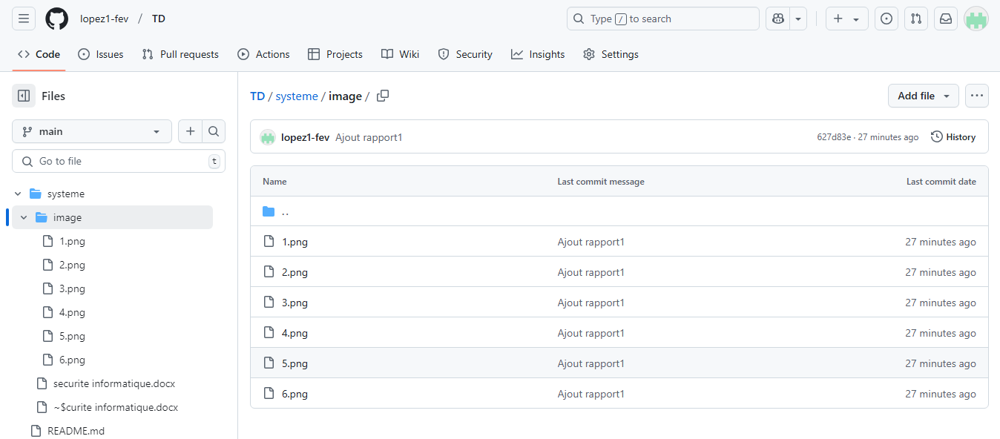 lopez1-fev / TD
Type / to search
Code Issues Pull requests Actions Projects Wiki Security Insights Settings
Files
main
Go to file t
systeme
image
1.png
2.png
3.png
4.png
5.png
6.png
securite informatique.docx
~$curite informatique.docx
README.md
TD / systeme / image /
Add file
lopez1-fev Ajout rapport1 627d83e · 27 minutes ago History
Name Last commit message Last commit date
..
1.png Ajout rapport1 27 minutes ago
2.png Ajout rapport1 27 minutes ago
3.png Ajout rapport1 27 minutes ago
4.png Ajout rapport1 27 minutes ago
5.png Ajout rapport1 27 minutes ago
6.png Ajout rapport1 27 minutes ago